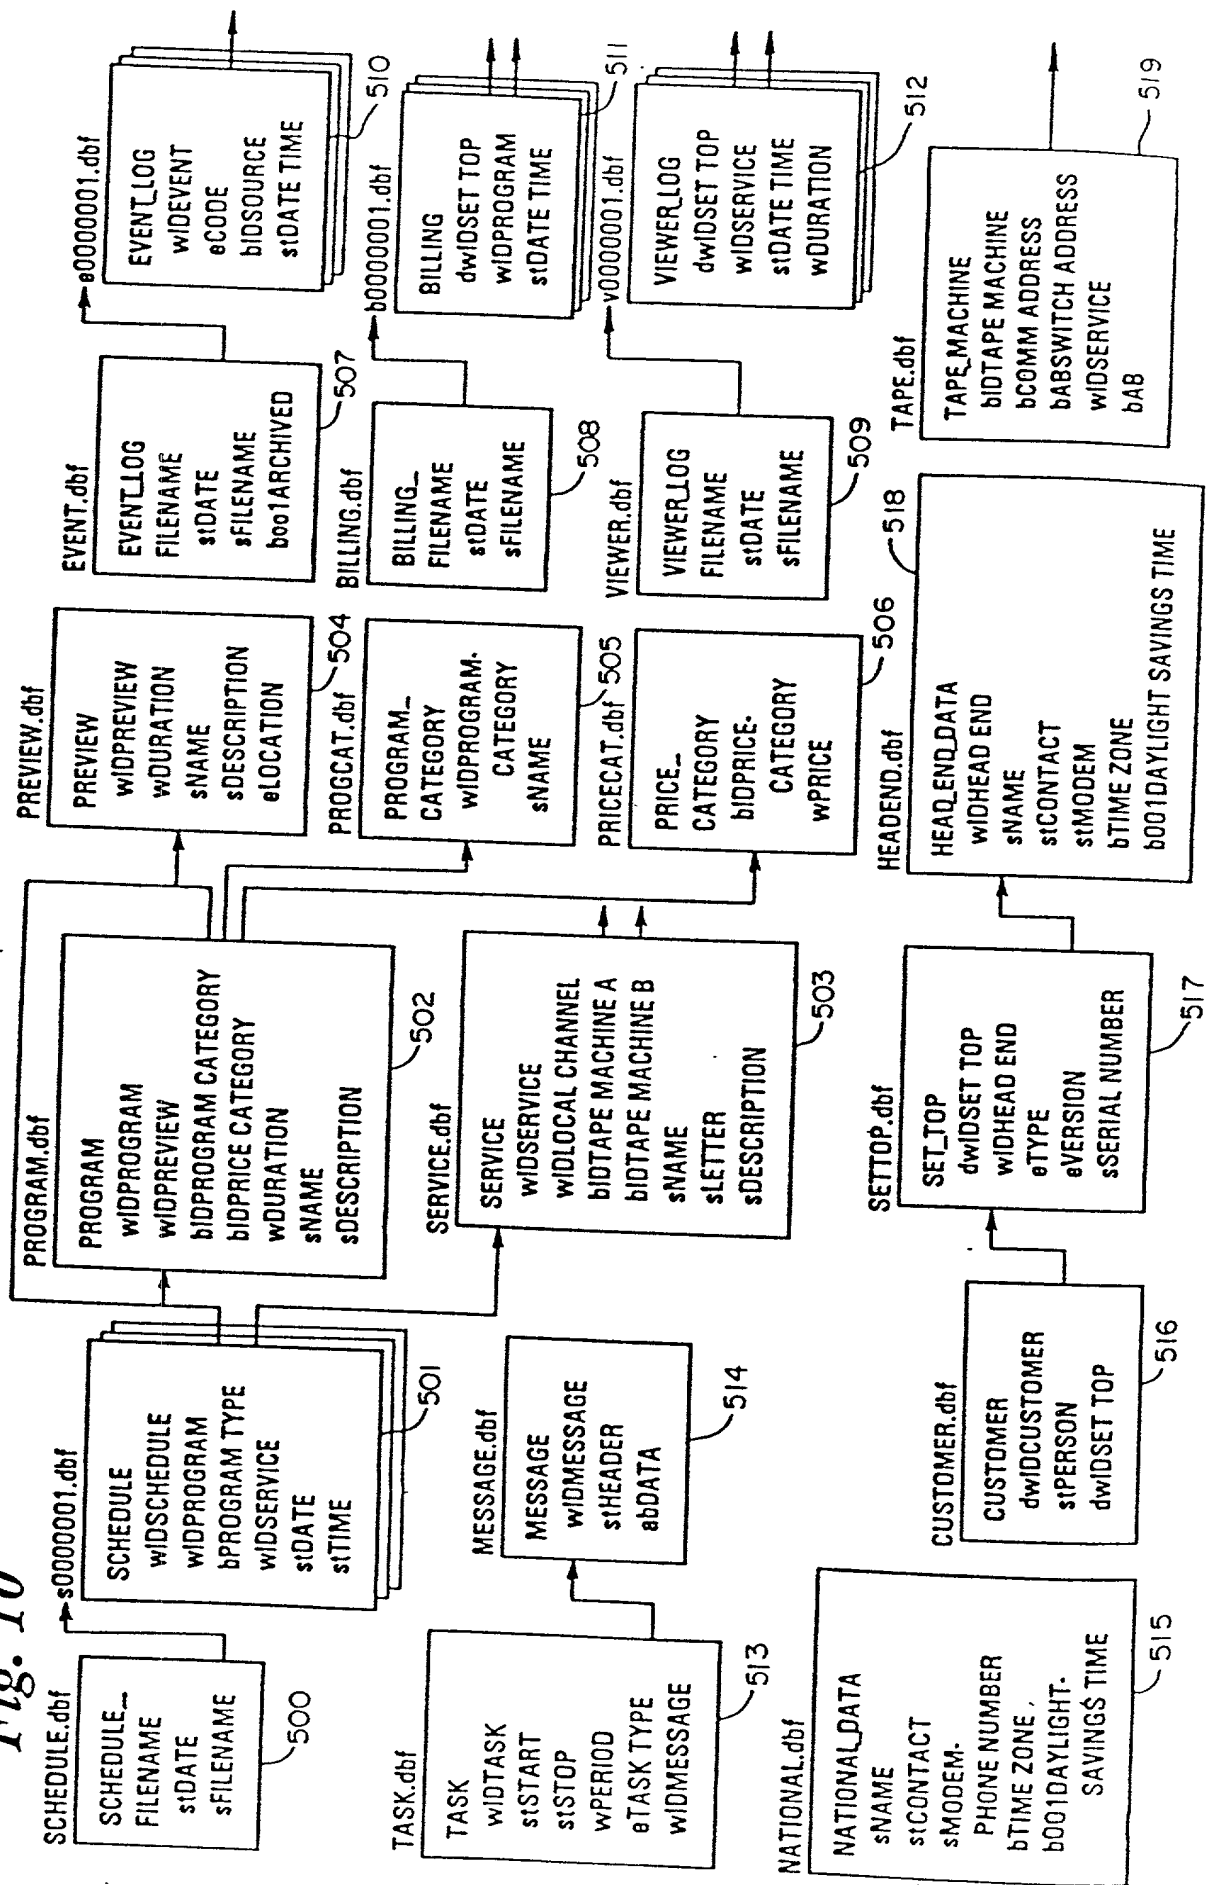 Fig. 10
SCHEDULE.dbf
SCHEDULE_
FILENAME
stDATE
sFILENAME
500
s0000001.dbf
SCHEDULE
wIDSCHEDULE
wIDPROGRAM
bPROGRAM TYPE
wIDSERVICE
stDATE
stTIME
501
PROGRAM.dbf
PROGRAM
wIDPROGRAM
wIDPREVIEW
bIDPROGRAM CATEGORY
bIDPRICE CATEGORY
wDURATION
sNAME
sDESCRIPTION
502
SERVICE.dbf
SERVICE
wIDSERVICE
wIDLOCAL CHANNEL
bIDTAPE MACHINE A
bIDTAPE MACHINE B
sNAME
sLETTER
sDESCRIPTION
503
PREVIEW.dbf
PREVIEW
wIDPREVIEW
wDURATION
sNAME
sDESCRIPTION
eLOCATION
504
PROGCAT.dbf
PROGRAM_
CATEGORY
wIDPROGRAM-
CATEGORY
sNAME
505
PRICECAT.dbf
PRICE_
CATEGORY
bIDPRICE-
CATEGORY
wPRICE
506
EVENT.dbf
EVENT_LOG
FILENAME
stDATE
sFILENAME
boo1ARCHIVED
507
BILLING.dbf
BILLING_
FILENAME
stDATE
sFILENAME
508
VIEWER.dbf
VIEWER_LOG
FILENAME
stDATE
sFILENAME
509
e0000001.dbf
EVENT_LOG
wIDEVENT
eCODE
bIDSOURCE
stDATE TIME
510
b0000001.dbf
BILLING
dwIDSET TOP
wIDPROGRAM
stDATE TIME
511
v0000001.dbf
VIEWER_LOG
dwIDSET TOP
wIDSERVICE
stDATE TIME
wDURATION
512
TASK.dbf
TASK
wIDTASK
stSTART
stSTOP
wPERIOD
eTASK TYPE
wIDMESSAGE
513
MESSAGE.dbf
MESSAGE
wIDMESSAGE
stHEADER
abDATA
514
NATIONAL.dbf
NATIONAL_DATA
sNAME
stCONTACT
sMODEM-
PHONE NUMBER
bTIME ZONE
b001DAYLIGHT-
SAVINGS TIME
515
CUSTOMER.dbf
CUSTOMER
dwIDCUSTOMER
stPERSON
dwIDSET TOP
516
SETTOP.dbf
SET_TOP
dwIDSET TOP
wIDHEAD END
eTYPE
eVERSION
sSERIAL NUMBER
517
HEADEND.dbf
HEAD_END_DATA
wIDHEAD END
sNAME
stCONTACT
stMODEM
bTIME ZONE
b001DAYLIGHT SAVINGS TIME
518
TAPE.dbf
TAPE_MACHINE
bIDTAPE MACHINE
bCOMM ADDRESS
bABSWITCH ADDRESS
wIDSERVICE
bAB
519